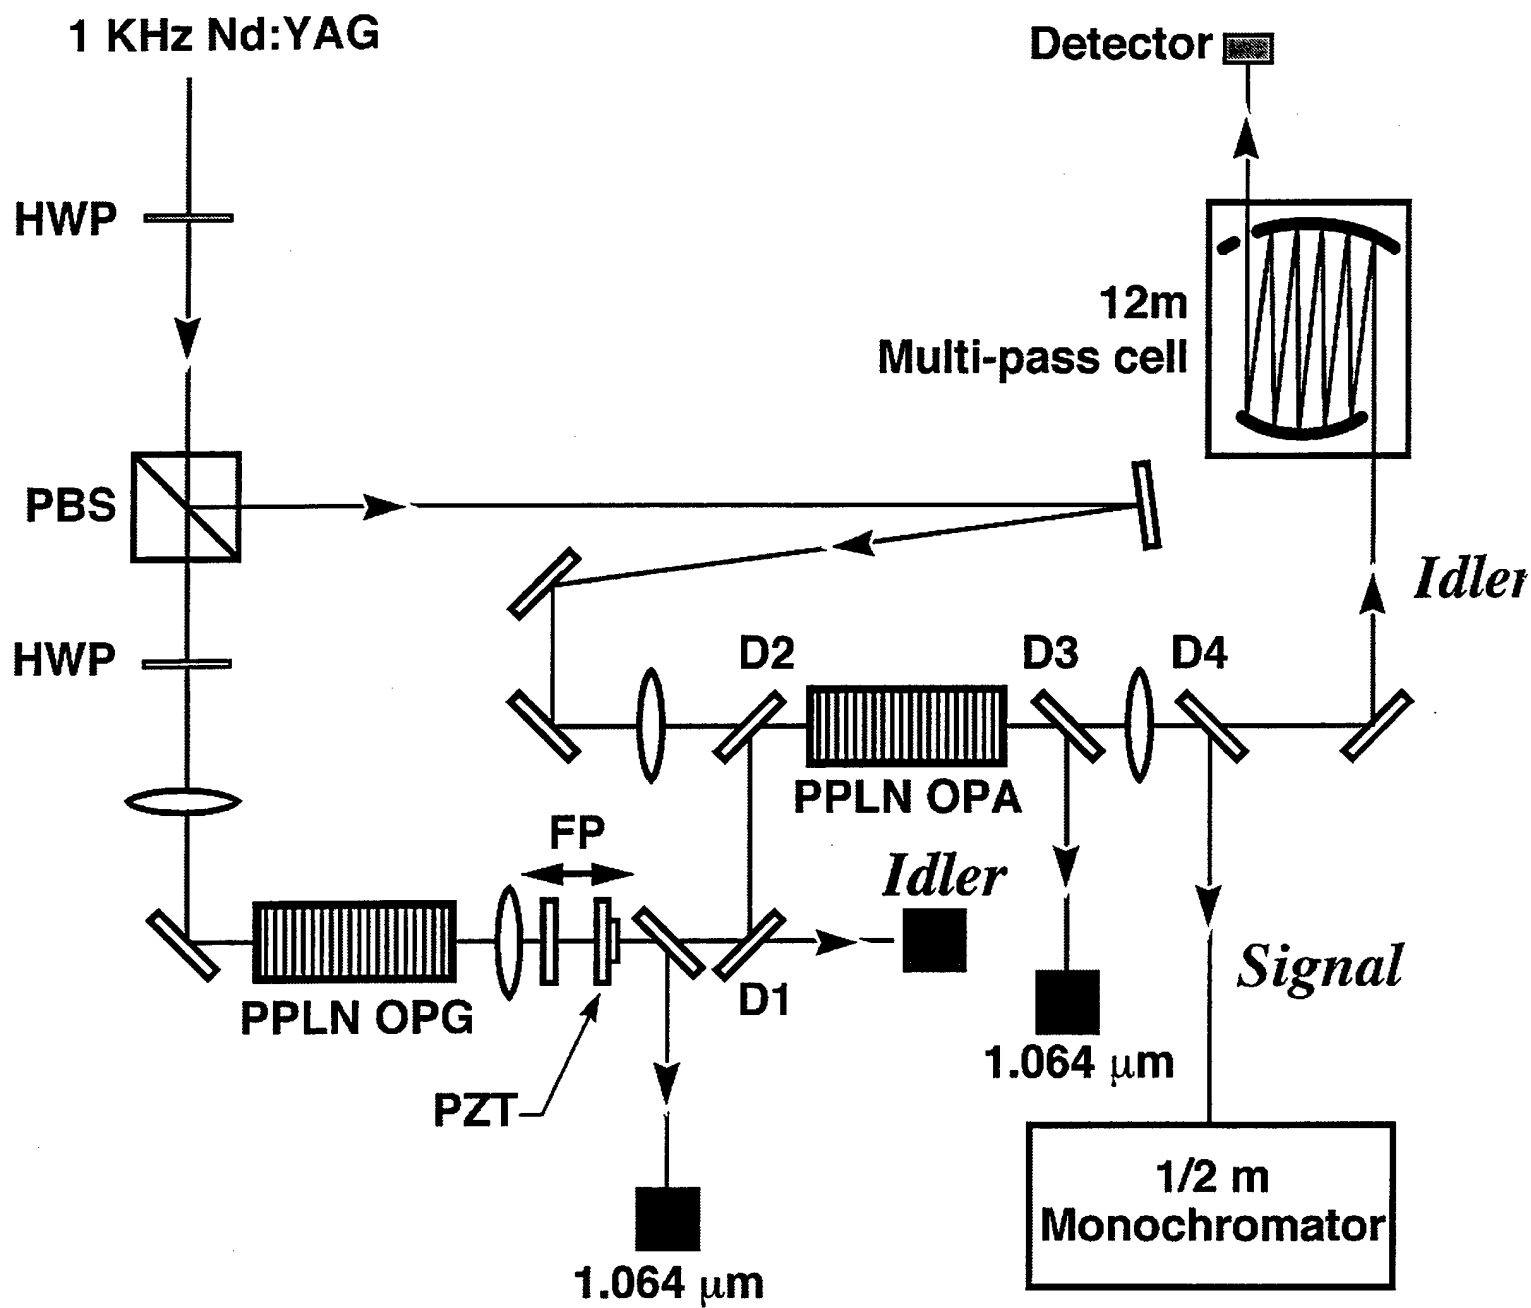 1 KHz Nd:YAG
Detector
HWP
12m
Multi-pass cell
PBS
Idler
HWP
D2
D3
D4
PPLN OPA
FP
Idler
Signal
D1
PPLN OPG
1.064 μm
PZT
1/2 m
Monochromator
1.064 μm